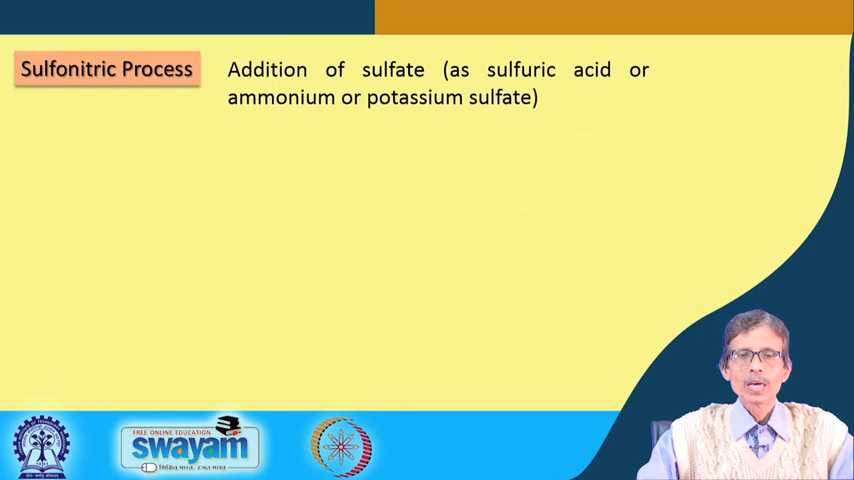 Sulfonitric Process
Addition of sulfate (as sulfuric acid or
ammonium or potassium sulfate)
FREE ONLINE EDUCATION
swayam